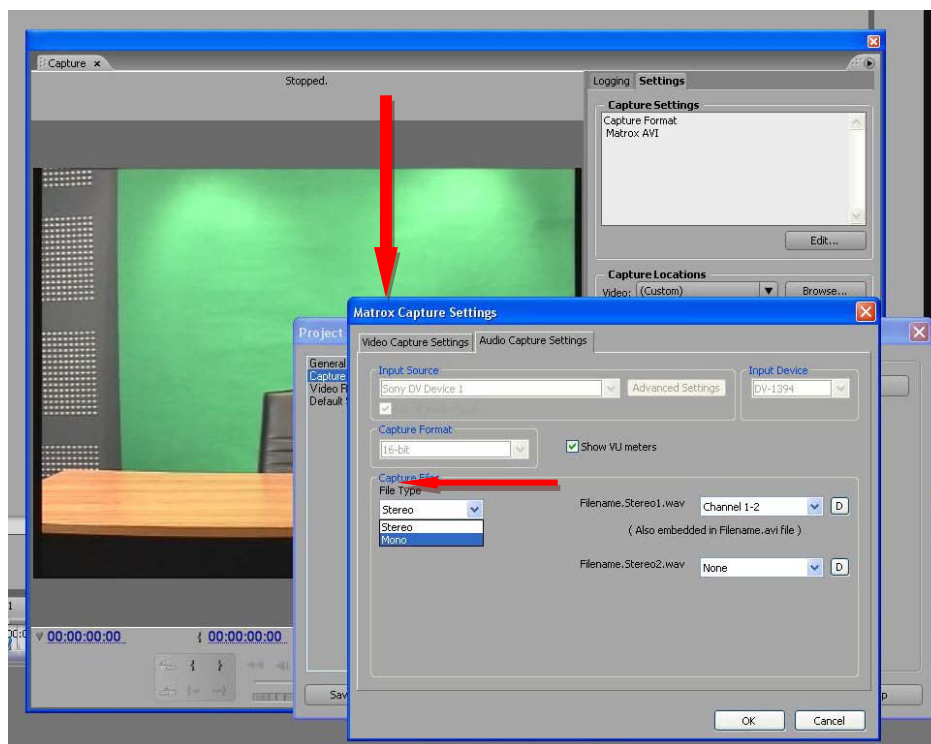 Capture ×
Stopped.
Logging Settings
Capture Settings
Capture Format
Matrox AVI
Edit...
Capture Locations
Video: (Custom) Browse...
Project
General
Capture
Video R
Default
Sav
p
Matrox Capture Settings
Video Capture Settings Audio Capture Settings
Input Source
Sony DV Device 1
Advanced Settings
Input Device
DV-1394
Capture Format
16-bit
Show VU meters
Capture Files
File Type
Stereo
Stereo
Mono
Filename.Stereo1.wav Channel 1-2 D
( Also embedded in Filename.avi file )
Filename.Stereo2.wav None D
00:00:00:00 { 00:00:00:00
OK Cancel